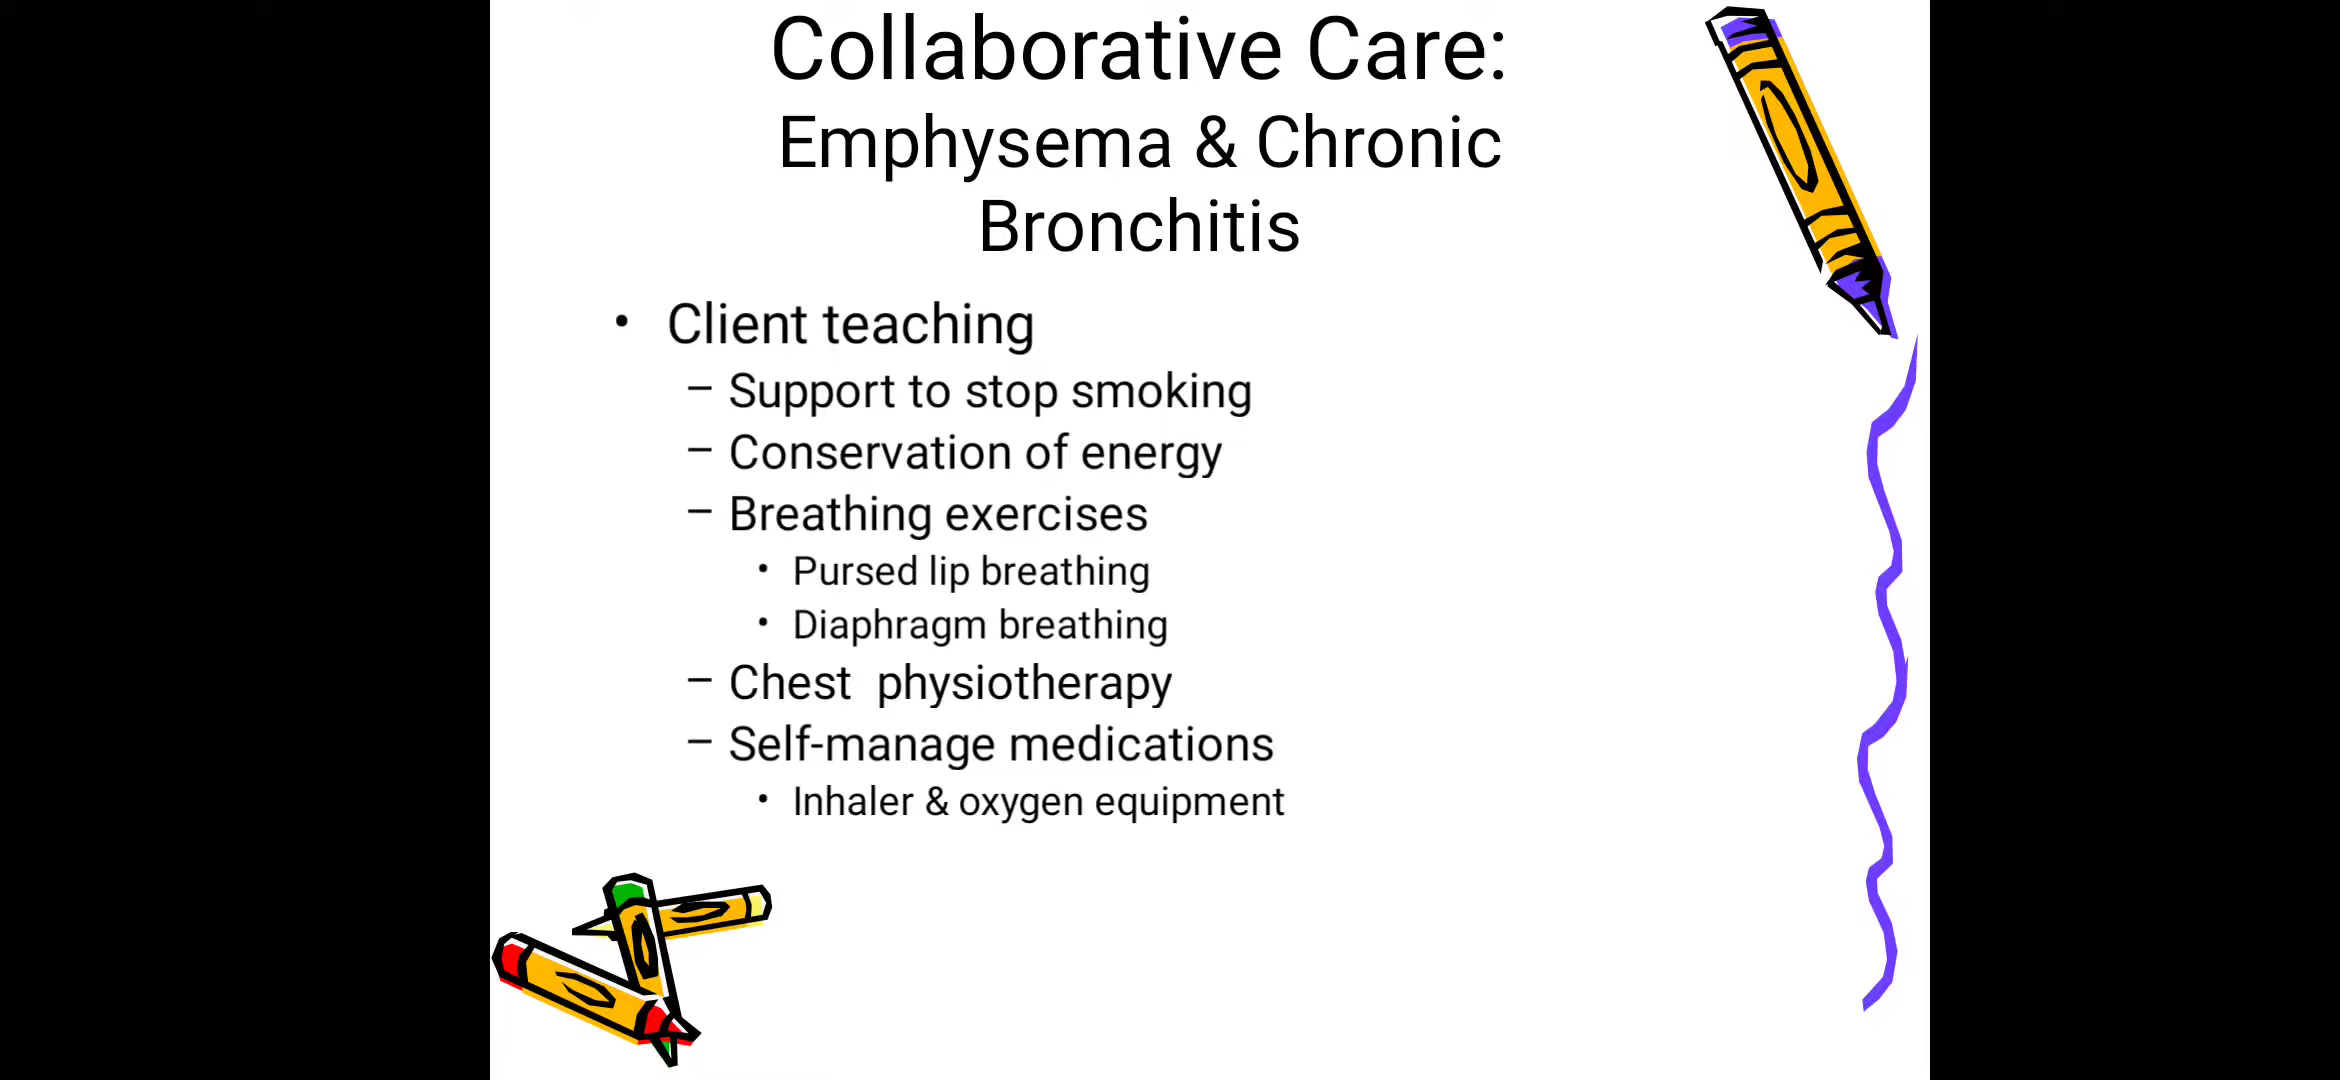 Collaborative Care:
Emphysema & Chronic
Bronchitis
• Client teaching
– Support to stop smoking
– Conservation of energy
– Breathing exercises
• Pursed lip breathing
• Diaphragm breathing
– Chest  physiotherapy
– Self-manage medications
• Inhaler & oxygen equipment